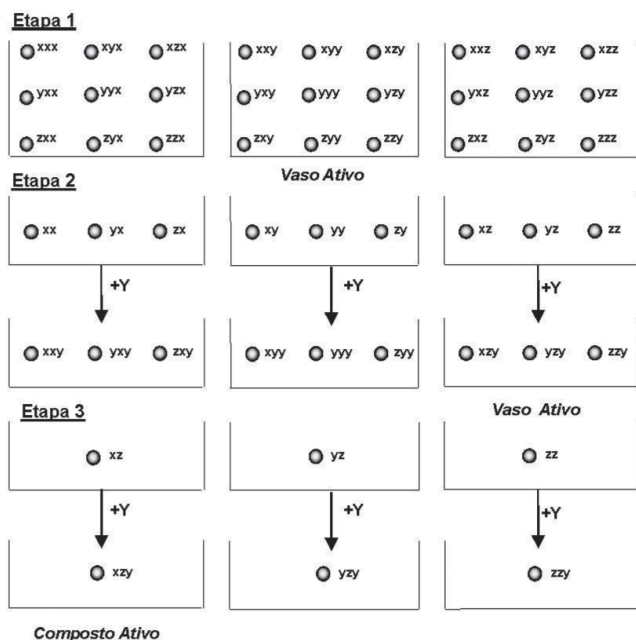 Etapa 1
xxx xyx xzx xxy xyy xzy xxz xyz xzz
yxx yyx yzx yxy yyy yzy yxz yyz yzz
zxx zyx zzx zxy zyy zzy zxz zyz zzz
Vaso Ativo
Etapa 2
xx yx zx xy yy zy xz yz zz
+Y +Y +Y
xxy yxy zxy xyy yyy zyy xzy yzy zzy
Etapa 3 Vaso Ativo
xz yz zz
+Y +Y +Y
xzy yzy zzy
Composto Ativo